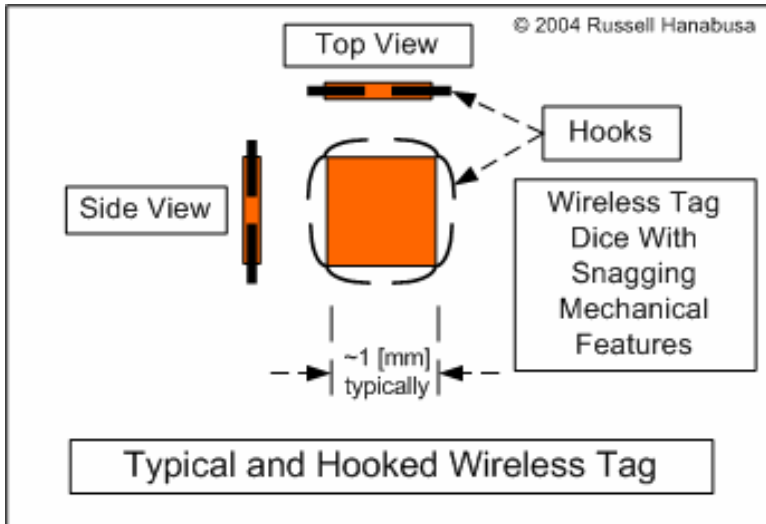 © 2004 Russell Hanabusa
Top View
Hooks
Side View
Wireless Tag
Dice With
Snagging
Mechanical
Features
~1 [mm]
typically
Typical and Hooked Wireless Tag